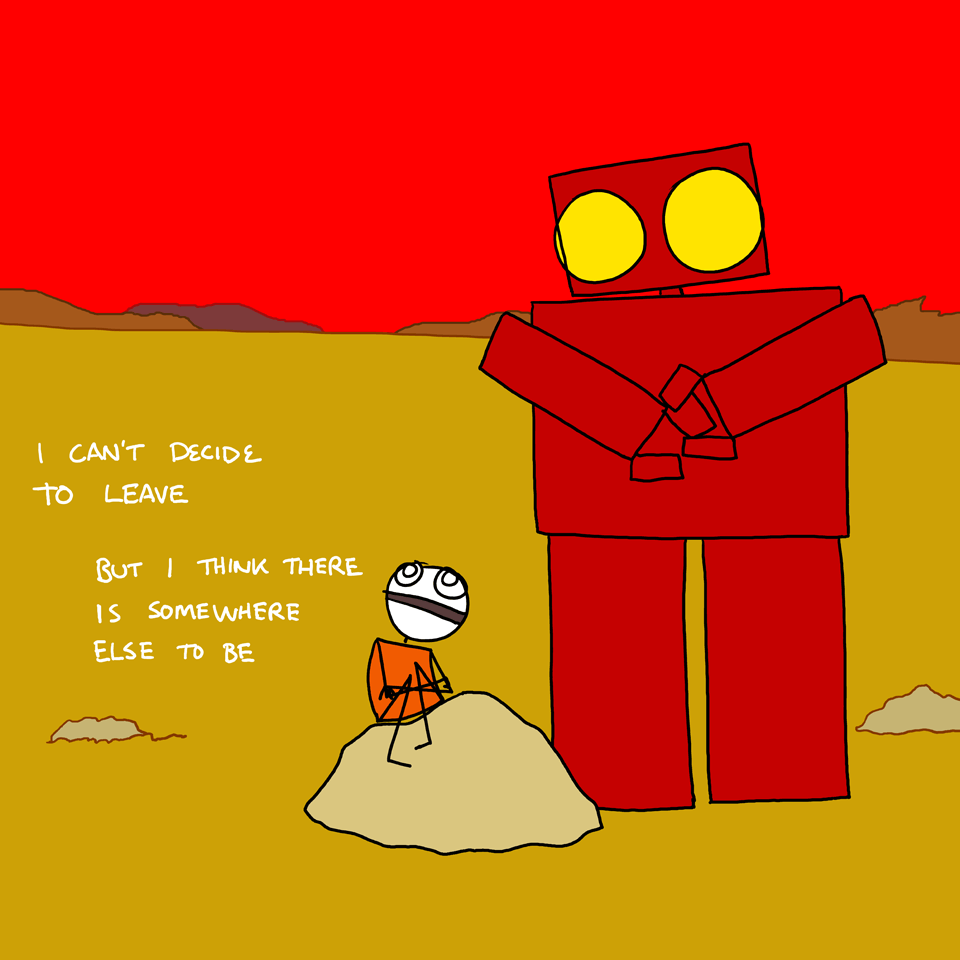 I CAN'T DECIDE
TO LEAVE
BUT I THINK THERE
IS SOMEWHERE
ELSE TO BE